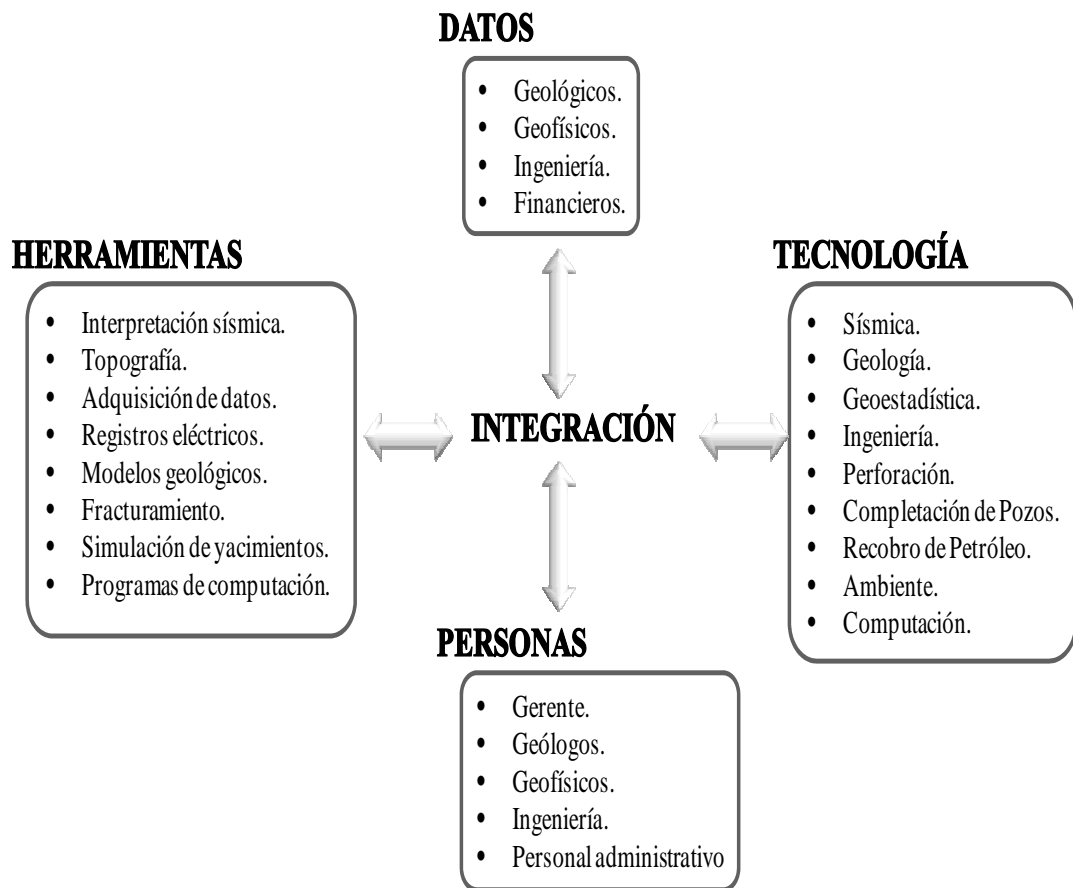 DATOS
• Geológicos.
• Geofísicos.
• Ingeniería.
• Financieros.
HERRAMIENTAS
• Interpretación sísmica.
• Topografía.
• Adquisición de datos.
• Registros eléctricos.
• Modelos geológicos.
• Fracturamiento.
• Simulación de yacimientos.
• Programas de computación.
INTEGRACIÓN
TECNOLOGÍA
• Sísmica.
• Geología.
• Geoestadística.
• Ingeniería.
• Perforación.
• Completación de Pozos.
• Recobro de Petróleo.
• Ambiente.
• Computación.
PERSONAS
• Gerente.
• Geólogos.
• Geofísicos.
• Ingeniería.
• Personal administrativo